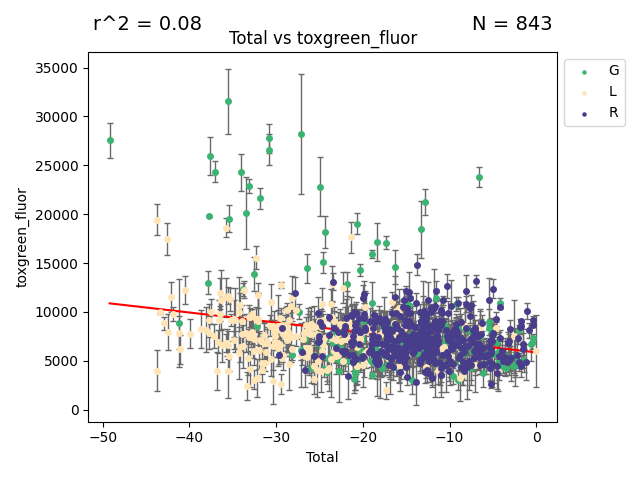 r^2 = 0.08
N = 843
Total vs toxgreen_fluor
G
L
R
toxgreen_fluor
35000
30000
25000
20000
15000
10000
5000
0
−50
−40
−30
−20
−10
0
Total